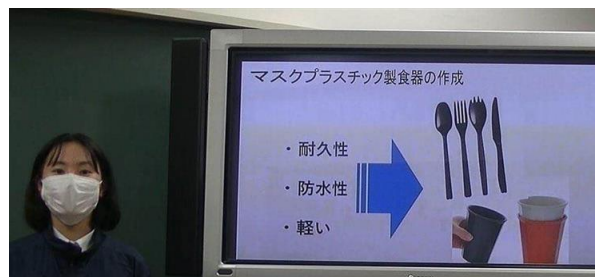 マスクプラスチック製食器の作成
・耐久性
・防水性
・軽い